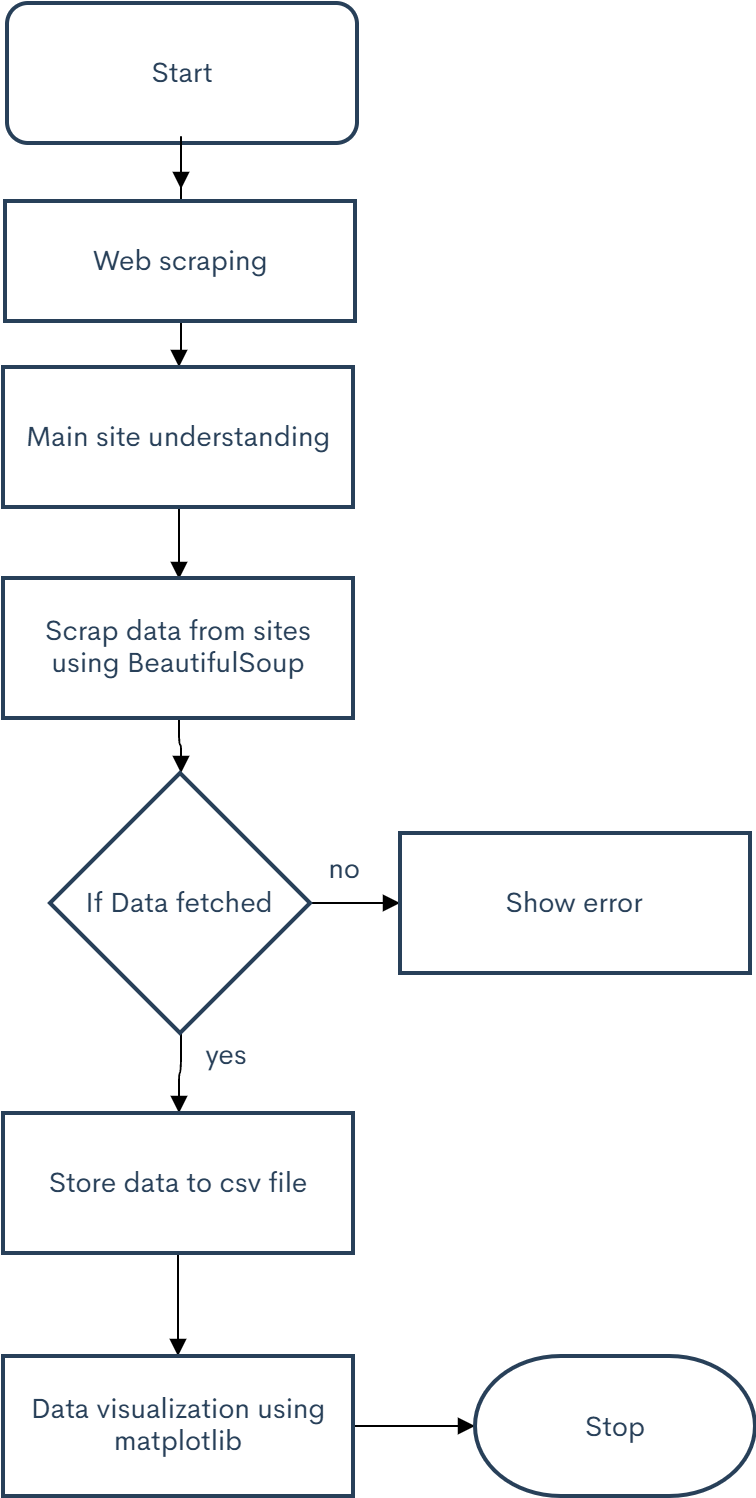 Start
Web scraping
Main site understanding
Scrap data from sites
using BeautifulSoup
If Data fetched
no
Show error
yes
Store data to csv file
Data visualization using
matplotlib
Stop